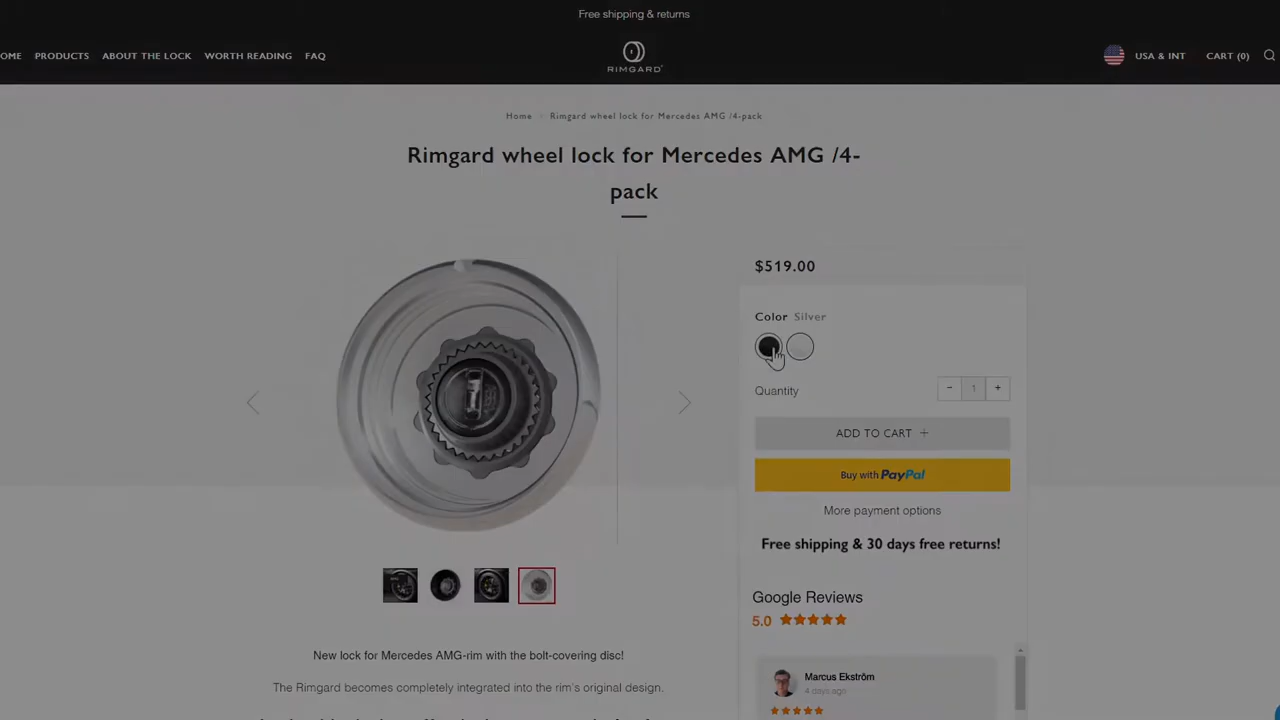 Free shipping & returns
OME
PRODUCTS
ABOUT THE LOCK
WORTH READING
FAQ
RIMGARD
USA & INT
CART (0)
Home
Rimgard wheel lock for Mercedes AMG /4-pack
Rimgard wheel lock for Mercedes AMG /4-
pack
$519.00
Color Silver
Quantity
− 1 +
ADD TO CART +
Buy with PayPal
More payment options
Free shipping & 30 days free returns!
Google Reviews
5.0
Marcus Ekström
4 days ago
New lock for Mercedes AMG-rim with the bolt-covering disc!
The Rimgard becomes completely integrated into the rim's original design.